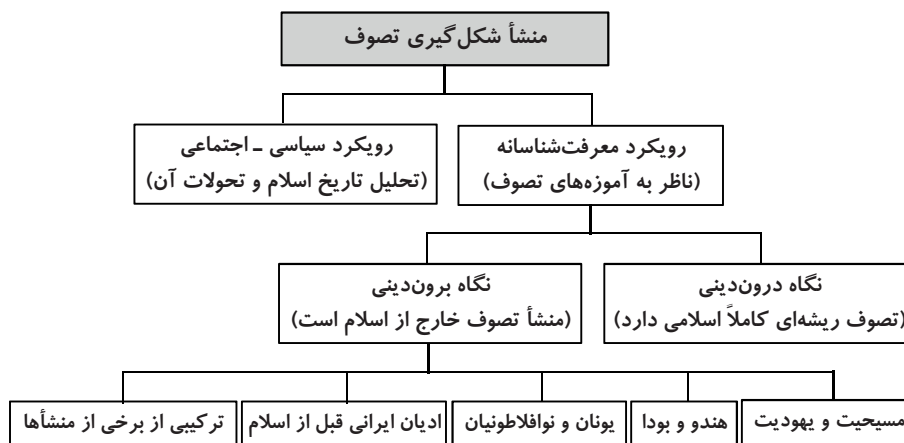 منشأ شکل‌گیری تصوف
رویکرد معرفت‌شناسانه
(ناظر به آموزه‌های تصوف)
رویکرد سیاسی ـ اجتماعی
(تحلیل تاریخ اسلام و تحولات آن)
نگاه درون‌دینی
(تصوف ریشه‌ای کاملاً اسلامی دارد)
نگاه برون‌دینی
(منشأ تصوف خارج از اسلام است)
مسیحیت و یهودیت
هندو و بودا
یونان و نوافلاطونیان
ادیان ایرانی قبل از اسلام
ترکیبی از برخی از منشأها